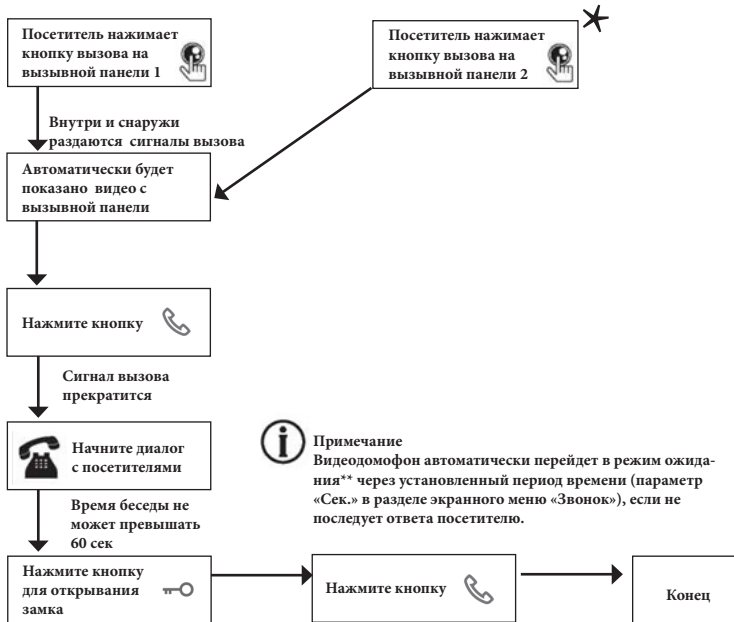 Посетитель нажимает
кнопку вызова на
вызывной панели 1
Посетитель нажимает
кнопку вызова на
вызывной панели 2
Внутри и снаружи
раздаются сигналы вызова
Автоматически будет
показано видео с
вызывной панели
Нажмите кнопку
Сигнал вызова
прекратится
Начните диалог
с посетителями
Примечание
Видеодомофон автоматически перейдет в режим ожида-
ния** через установленный период времени (параметр
«Сек.» в разделе экранного меню «Звонок»), если не
последует ответа посетителю.
Время беседы не
может превышать
60 сек
Нажмите кнопку
для открывания
замка
Нажмите кнопку
Конец